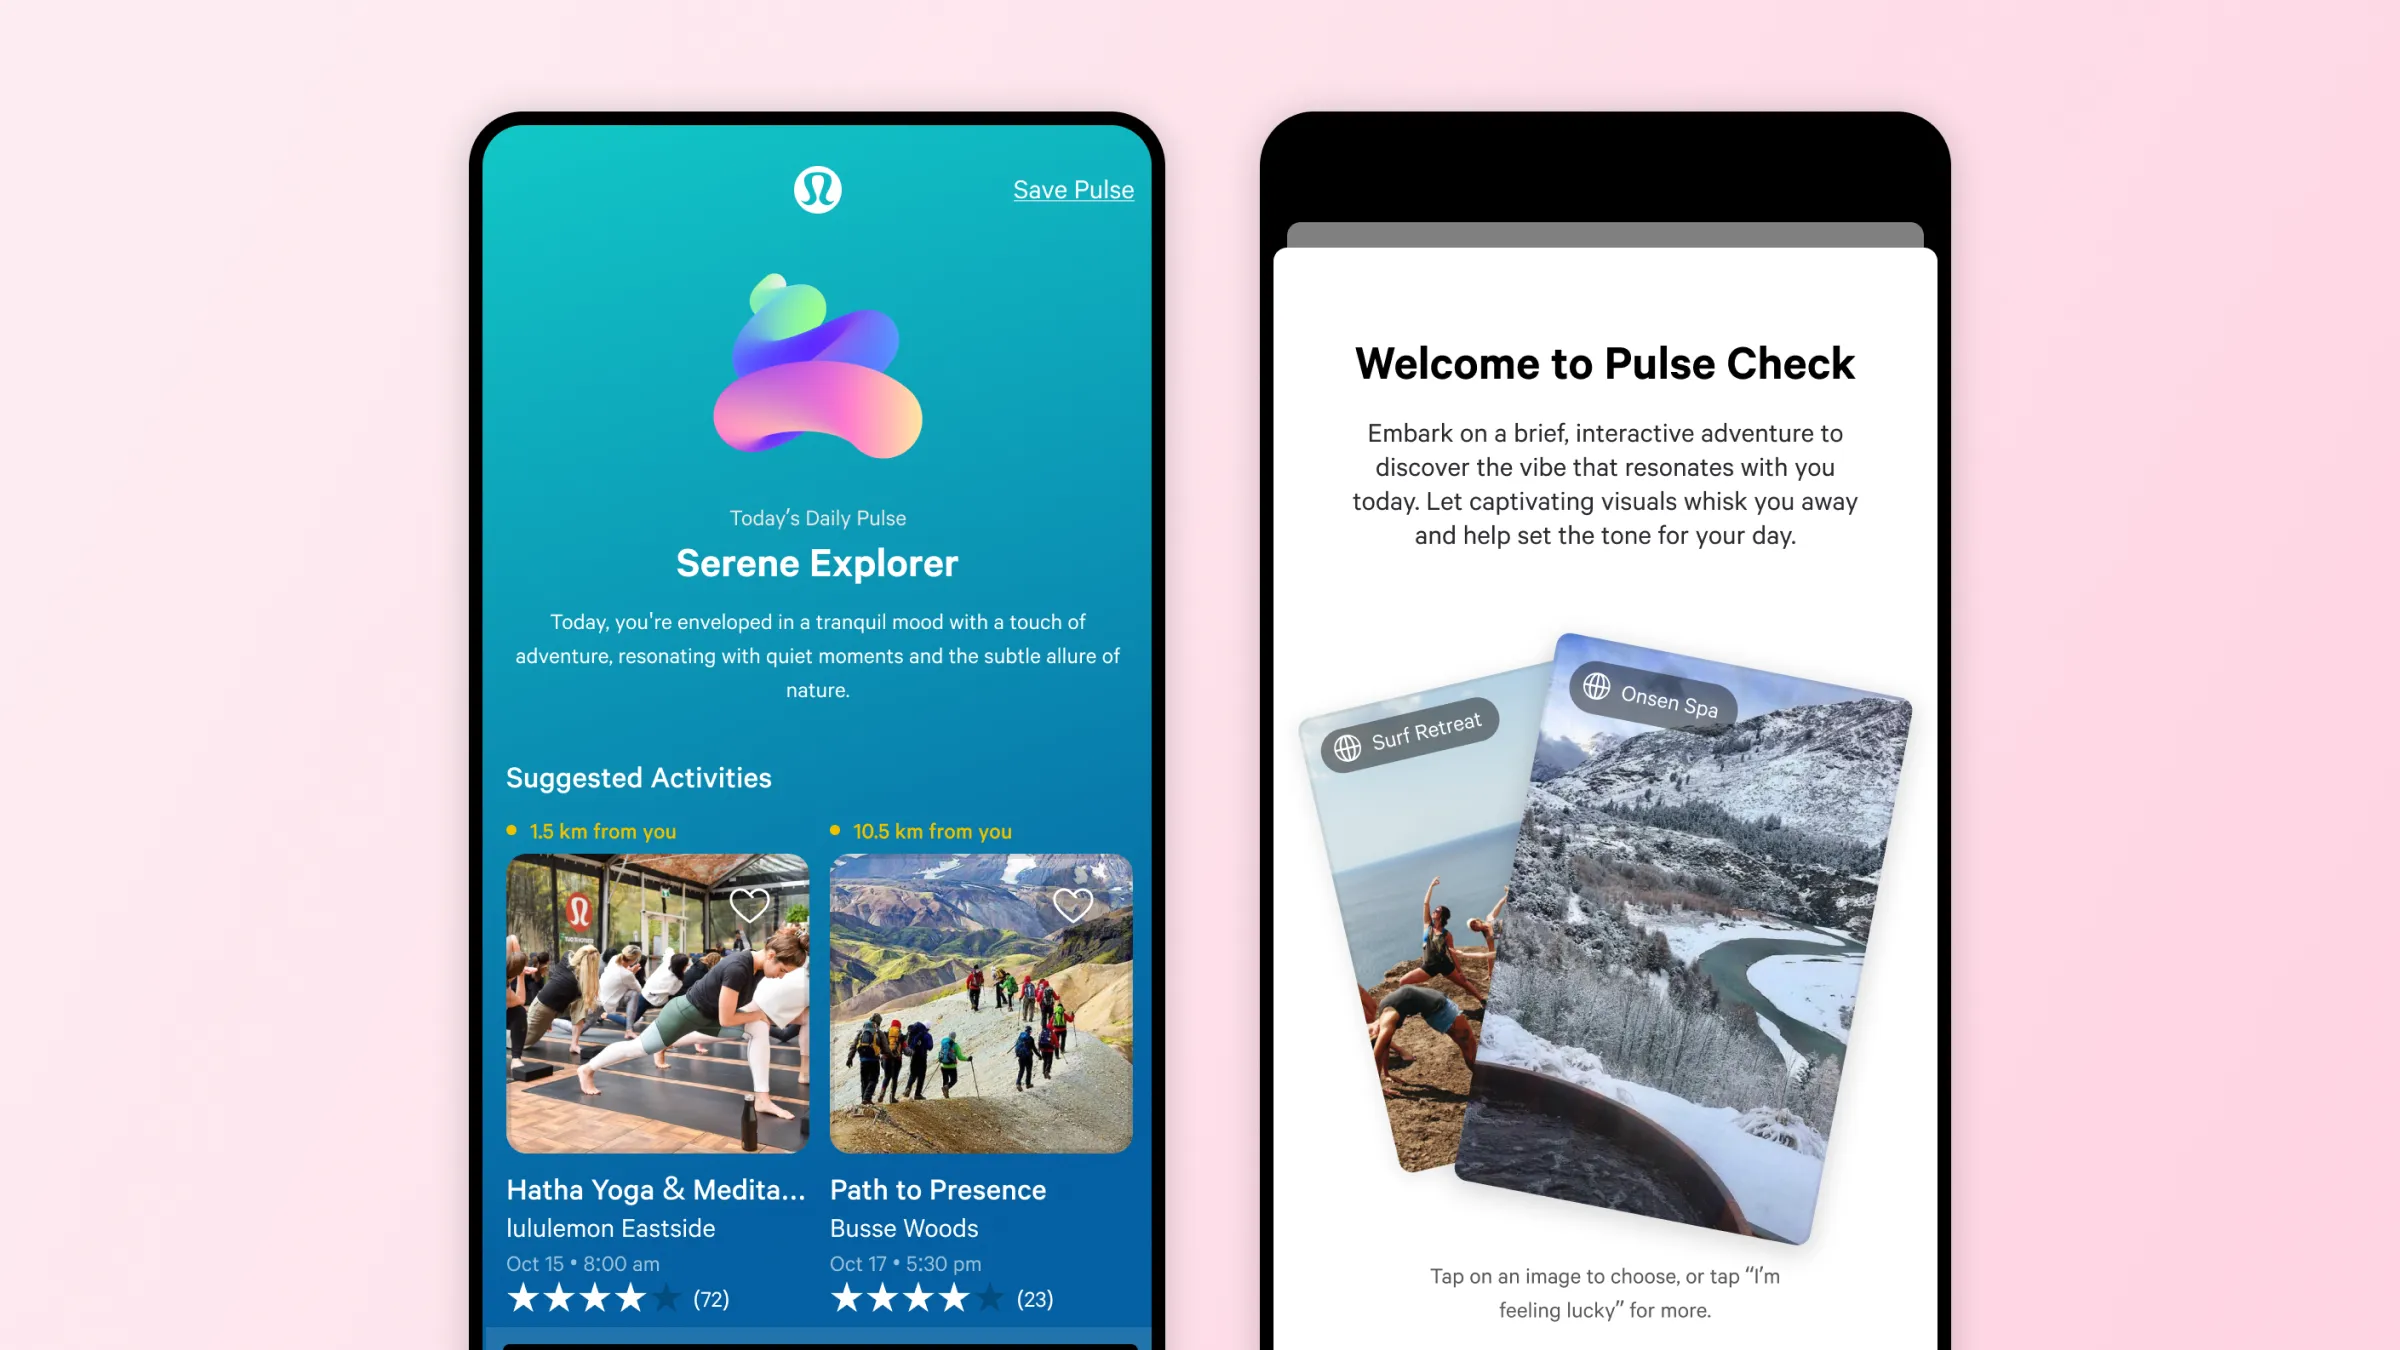 Save Pulse
Today's Daily Pulse
Serene Explorer
Today, you're enveloped in a tranquil mood with a touch of
adventure, resonating with quiet moments and the subtle allure of
nature.
Suggested Activities
1.5 km from you
Hatha Yoga & Medita...
lululemon Eastside
Oct 15 • 8:00 am
(72)
10.5 km from you
Path to Presence
Busse Woods
Oct 17 • 5:30 pm
(23)
Welcome to Pulse Check
Embark on a brief, interactive adventure to
discover the vibe that resonates with you
today. Let captivating visuals whisk you away
and help set the tone for your day.
Surf Retreat
Onsen Spa
Tap on an image to choose, or tap “I'm
feeling lucky” for more.